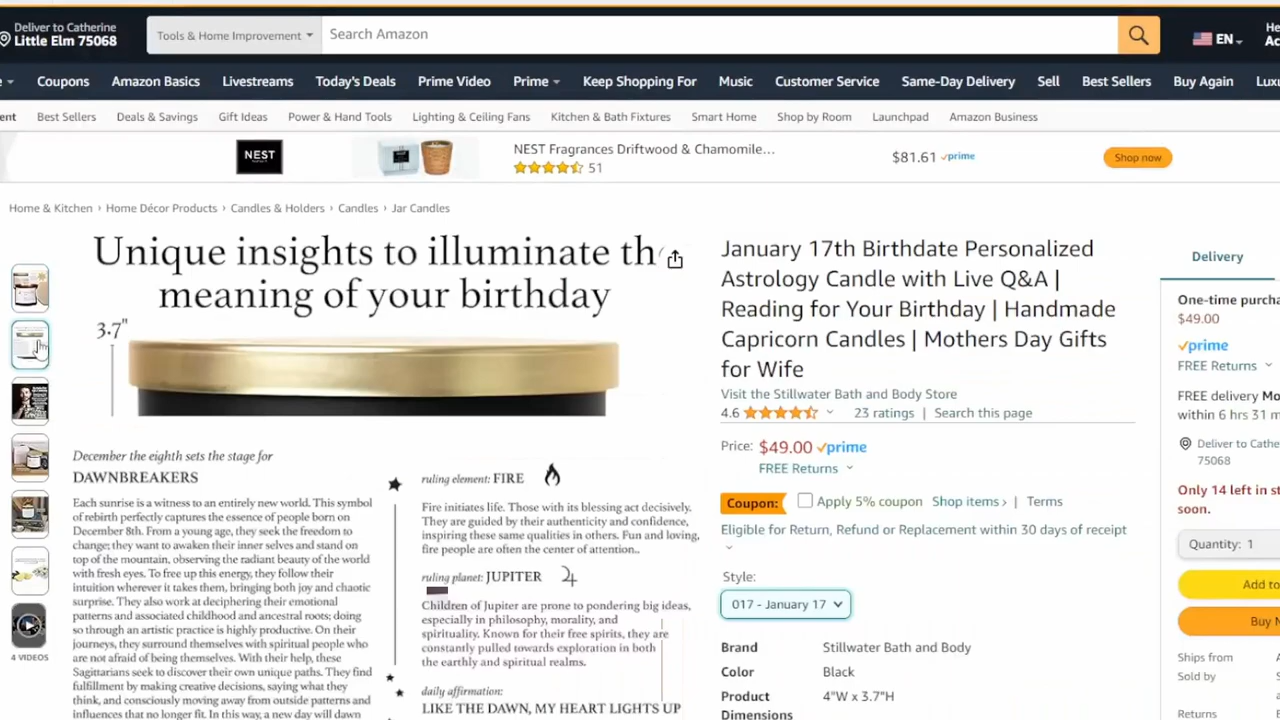 Deliver to Catherine
Little Elm 75068
Tools & Home Improvement
Search Amazon
EN
Coupons
Amazon Basics
Livestreams
Today's Deals
Prime Video
Prime
Keep Shopping For
Music
Customer Service
Same-Day Delivery
Sell
Best Sellers
Buy Again
Best Sellers
Deals & Savings
Gift Ideas
Power & Hand Tools
Lighting & Ceiling Fans
Kitchen & Bath Fixtures
Smart Home
Shop by Room
Launchpad
Amazon Business
NEST
NEST Fragrances Driftwood & Chamomile...
51
$81.61 prime
Shop now
Home & Kitchen › Home Décor Products › Candles & Holders › Candles › Jar Candles
Unique insights to illuminate the
meaning of your birthday
3.7"
December the eighth sets the stage for
DAWNBREAKERS
Each sunrise is a witness to an entirely new world. This symbol
of rebirth perfectly captures the essence of people born on
December 8th. From a young age, they seek the freedom to
change; they want to awaken their inner selves and stand on
top of the mountain, observing the radiant beauty of the world
with fresh eyes. To free up this energy, they follow their
intuition wherever it takes them, bringing both joy and chaotic
surprise. They also work at deciphering their emotional
patterns and associated childhood and ancestral roots; doing
so through an artistic practice is highly productive. On their
journeys, they surround themselves with spiritual people who
are not afraid of being themselves. With their help, these
Sagittarians seek to discover their own unique paths. They find
fulfillment by making creative decisions, saying what they
think, and consciously moving away from outside patterns and
influences that no longer fit. In this way, a new day will dawn
ruling element: FIRE
Fire initiates life. Those with its blessing act decisively.
They are guided by their authenticity and confidence,
inspiring these same qualities in others. Fun and loving,
fire people are often the center of attention..
ruling planet: JUPITER
Children of Jupiter are prone to pondering big ideas,
especially in philosophy, morality, and
spirituality. Known for their free spirits, they are
constantly pulled towards exploration in both
the earthly and spiritual realms.
daily affirmation:
LIKE THE DAWN, MY HEART LIGHTS UP
4 VIDEOS
January 17th Birthdate Personalized
Astrology Candle with Live Q&A |
Reading for Your Birthday | Handmade
Capricorn Candles | Mothers Day Gifts
for Wife
Visit the Stillwater Bath and Body Store
4.6
23 ratings | Search this page
Price: $49.00 prime
FREE Returns
Coupon: Apply 5% coupon Shop items › | Terms
Eligible for Return, Refund or Replacement within 30 days of receipt
Style:
017 - January 17
Brand Stillwater Bath and Body
Color Black
Product 4"W x 3.7"H
Dimensions
Delivery
One-time purcha
$49.00
prime
FREE Returns
FREE delivery Mo
within 6 hrs 31 m
Deliver to Cathe
75068
Only 14 left in st
soon.
Quantity: 1
Add to
Buy N
Ships from
Sold by
Returns